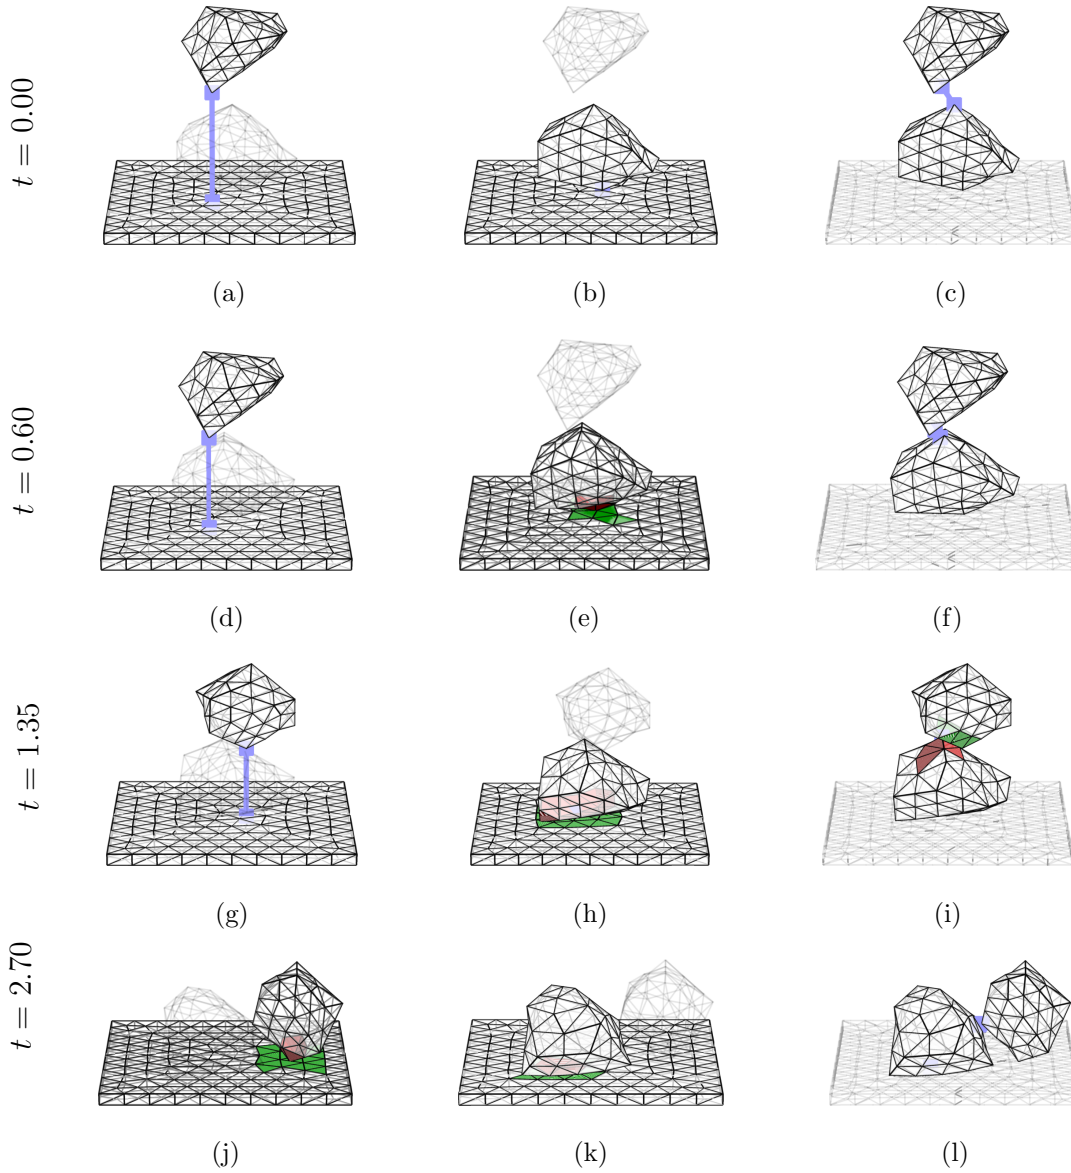 t = 0.00
(a) (b) (c)
t = 0.60
(d) (e) (f)
t = 1.35
(g) (h) (i)
t = 2.70
(j) (k) (l)